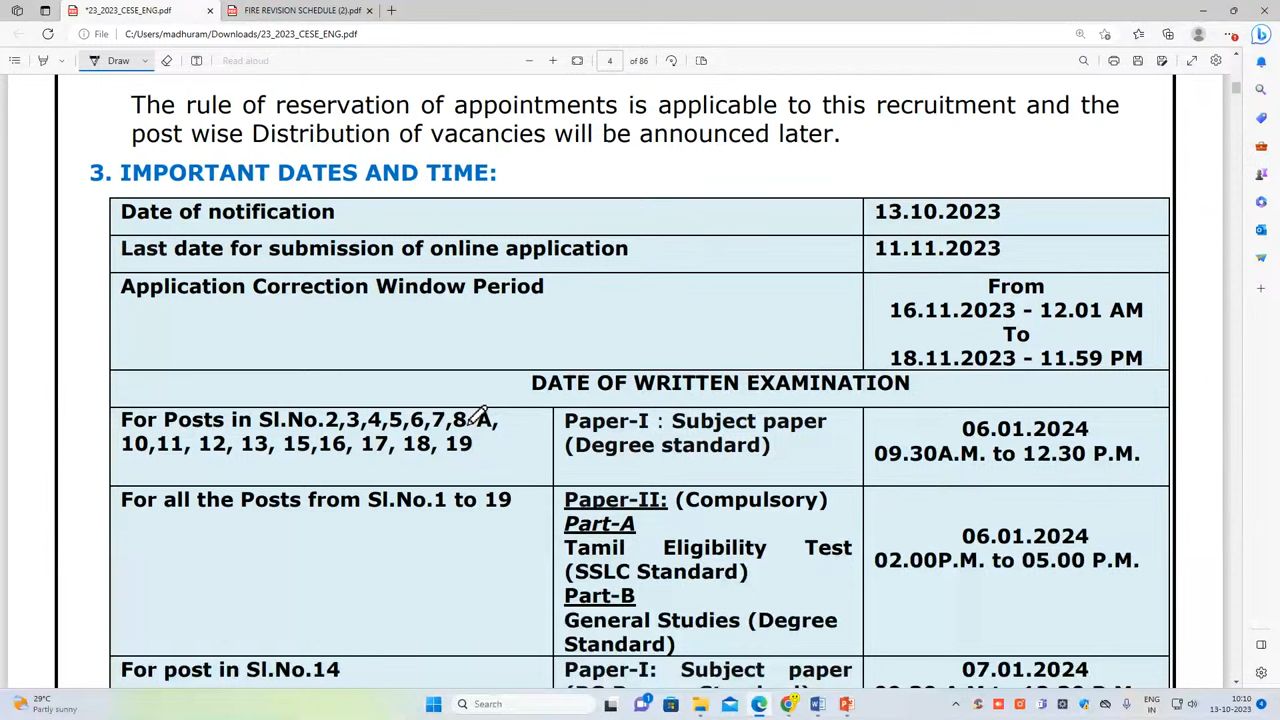 *23_2023_CESE_ENG.pdf
FIRE REVISION SCHEDULE (2).pdf
File
C:/Users/madhuram/Downloads/23_2023_CESE_ENG.pdf
Draw
Read aloud
4 of 86
The rule of reservation of appointments is applicable to this recruitment and the
post wise Distribution of vacancies will be announced later.
3. IMPORTANT DATES AND TIME:
Date of notification
13.10.2023
Last date for submission of online application
11.11.2023
Application Correction Window Period
From
16.11.2023 - 12.01 AM
To
18.11.2023 - 11.59 PM
DATE OF WRITTEN EXAMINATION
For Posts in Sl.No.2,3,4,5,6,7,8-A,
10,11, 12, 13, 15,16, 17, 18, 19
Paper-I : Subject paper
(Degree standard)
06.01.2024
09.30A.M. to 12.30 P.M.
For all the Posts from Sl.No.1 to 19
Paper-II: (Compulsory)
Part-A
Tamil Eligibility Test
(SSLC Standard)
Part-B
General Studies (Degree
Standard)
06.01.2024
02.00P.M. to 05.00 P.M.
For post in Sl.No.14
Paper-I: Subject paper
07.01.2024
29°C
Partly sunny
Search
ENG
IN
10:10
13-10-2023